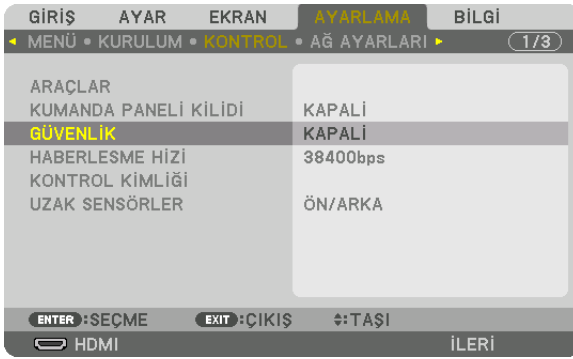 GİRİŞ AYAR EKRAN AYARLAMA BİLGİ
MENÜ • KURULUM • KONTROL • AĞ AYARLARI 1/3
ARAÇLAR
KUMANDA PANELİ KİLİDİ KAPALİ
GÜVENLİK KAPALİ
HABERLESME HİZİ 38400bps
KONTROL KİMLİĞİ
UZAK SENSÖRLER ÖN/ARKA
ENTER :SEÇME EXIT :ÇIKIŞ :TAŞI
HDMI İLERİ